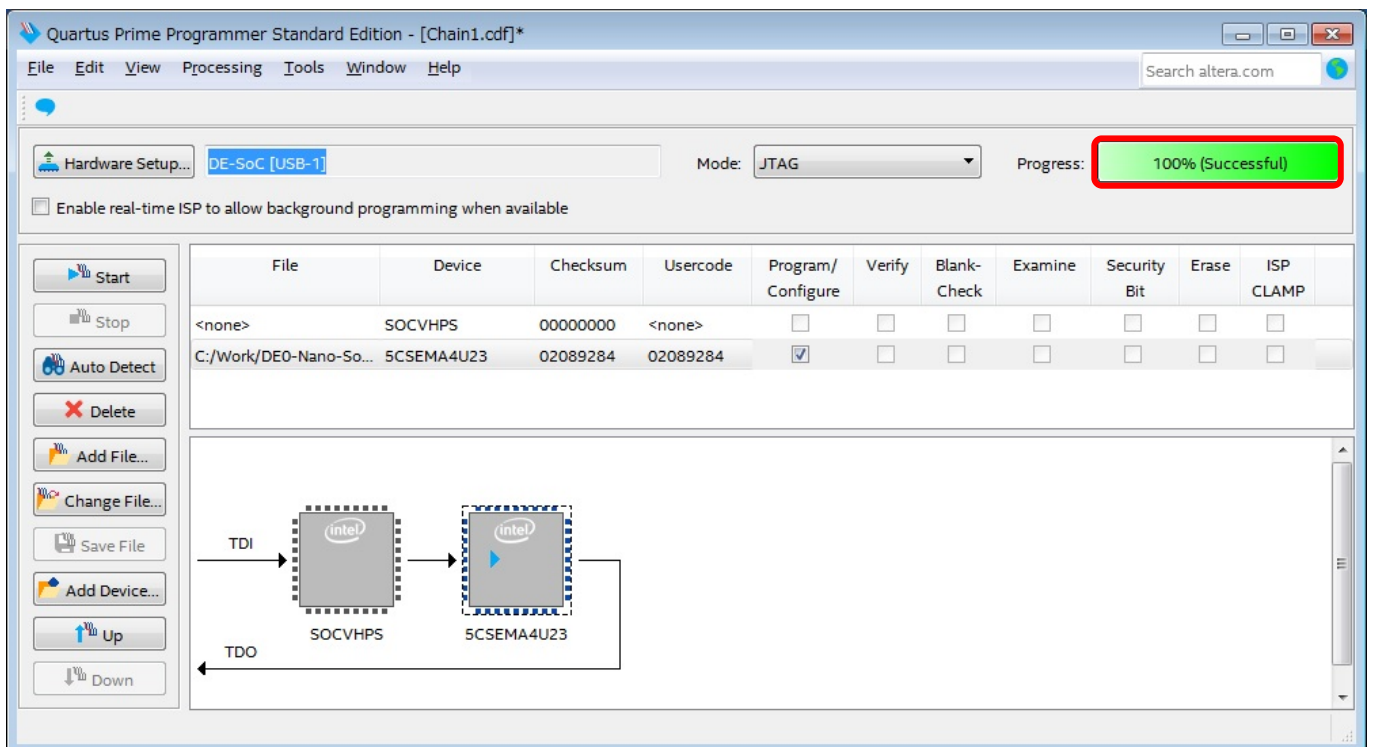 Quartus Prime Programmer Standard Edition - [Chain1.cdf]*
File Edit View Processing Tools Window Help
Search altera.com
Hardware Setup... DE-SoC [USB-1] Mode: JTAG Progress: 100% (Successful)
Enable real-time ISP to allow background programming when available
Start
Stop
Auto Detect
Delete
Add File...
Change File...
Save File
Add Device...
Up
Down
File Device Checksum Usercode Program/ Verify Blank- Examine Security Erase ISP
Configure Check Bit CLAMP
<none> SOCVHPS 00000000 <none>
C:/Work/DE0-Nano-So... 5CSEMA4U23 02089284 02089284
intel intel
TDI
SOCVHPS 5CSEMA4U23
TDO